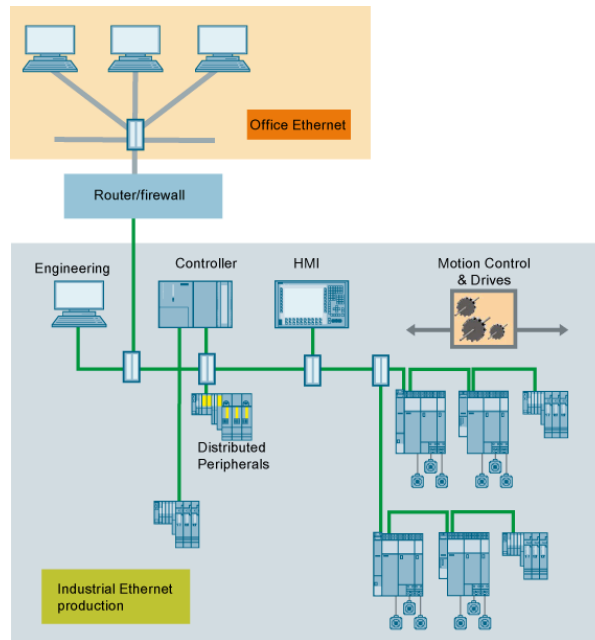 Office Ethernet
Router/firewall
Engineering
Controller
HMI
Motion Control
& Drives
Distributed
Peripherals
Industrial Ethernet
production